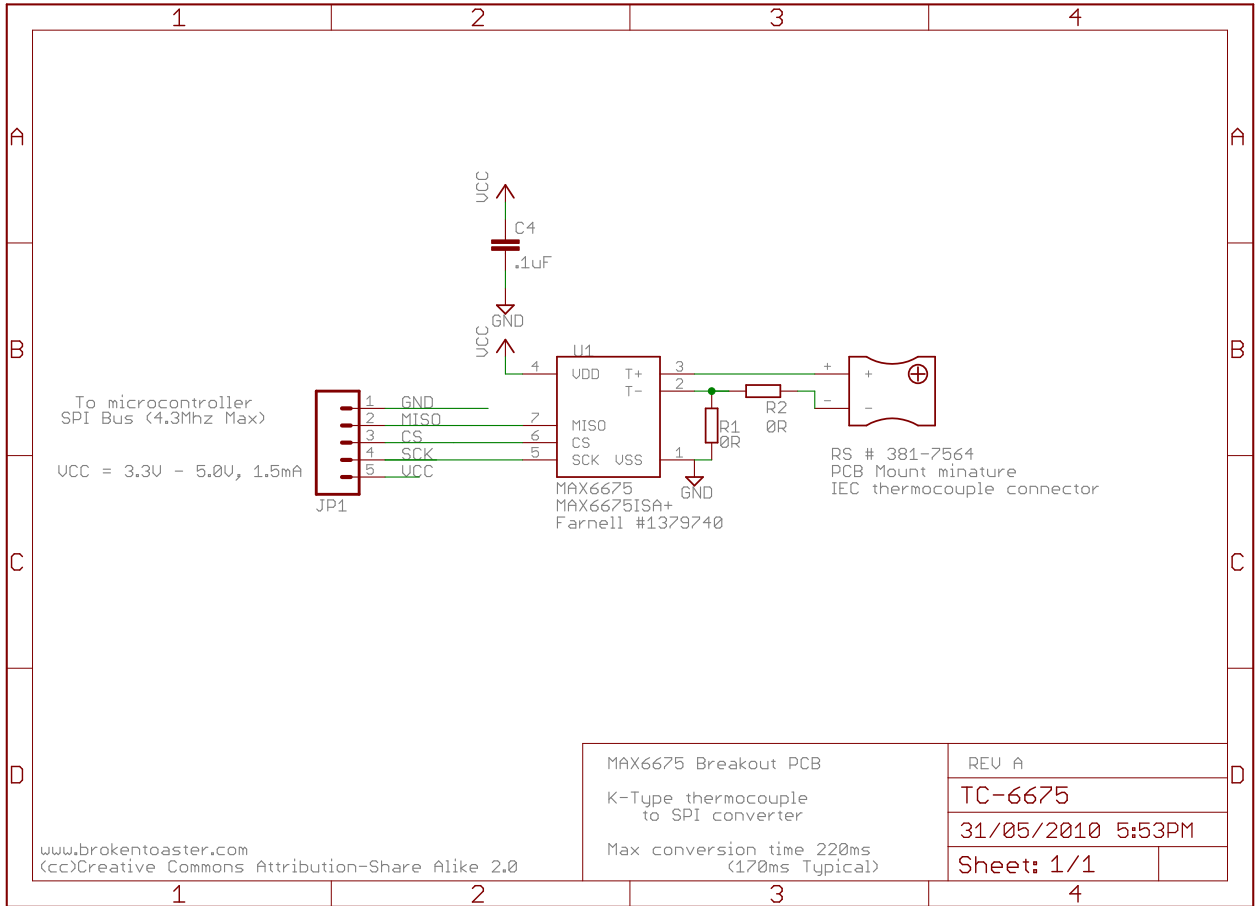 1 2 3 4
A A
VCC
C4
.1uF
GND
B B
VCC
U1
4 VDD T+ 3
T- 2
+ +
- -
R2
0R
R1
0R
7 MISO
6 CS
5 SCK VSS 1
GND
To microcontroller
SPI Bus (4.3Mhz Max)
VCC = 3.3V - 5.0V, 1.5mA
1 GND
2 MISO
3 CS
4 SCK
5 VCC
JP1
MAX6675
MAX6675ISA+
Farnell #1379740
RS # 381-7564
PCB Mount minature
IEC thermocouple connector
C C
D D
MAX6675 Breakout PCB
K-Type thermocouple
to SPI converter
Max conversion time 220ms
(170ms Typical)
REV A
TC-6675
31/05/2010 5:53PM
Sheet: 1/1
www.brokentoaster.com
(cc)Creative Commons Attribution-Share Alike 2.0
1 2 3 4